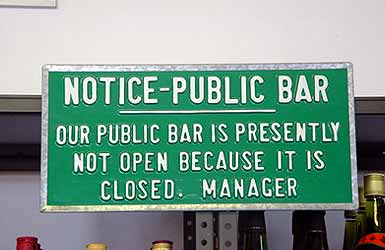 NOTICE-PUBLIC BAR
OUR PUBLIC BAR IS PRESENTLY
NOT OPEN BECAUSE IT IS
CLOSED. MANAGER